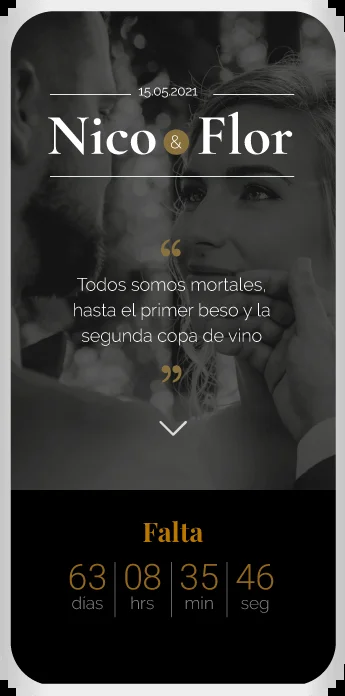 15.05.2021
Nico & Flor
“
Todos somos mortales,
hasta el primer beso y la
segunda copa de vino
”
Falta
63 08 35 46
dias hrs min seg